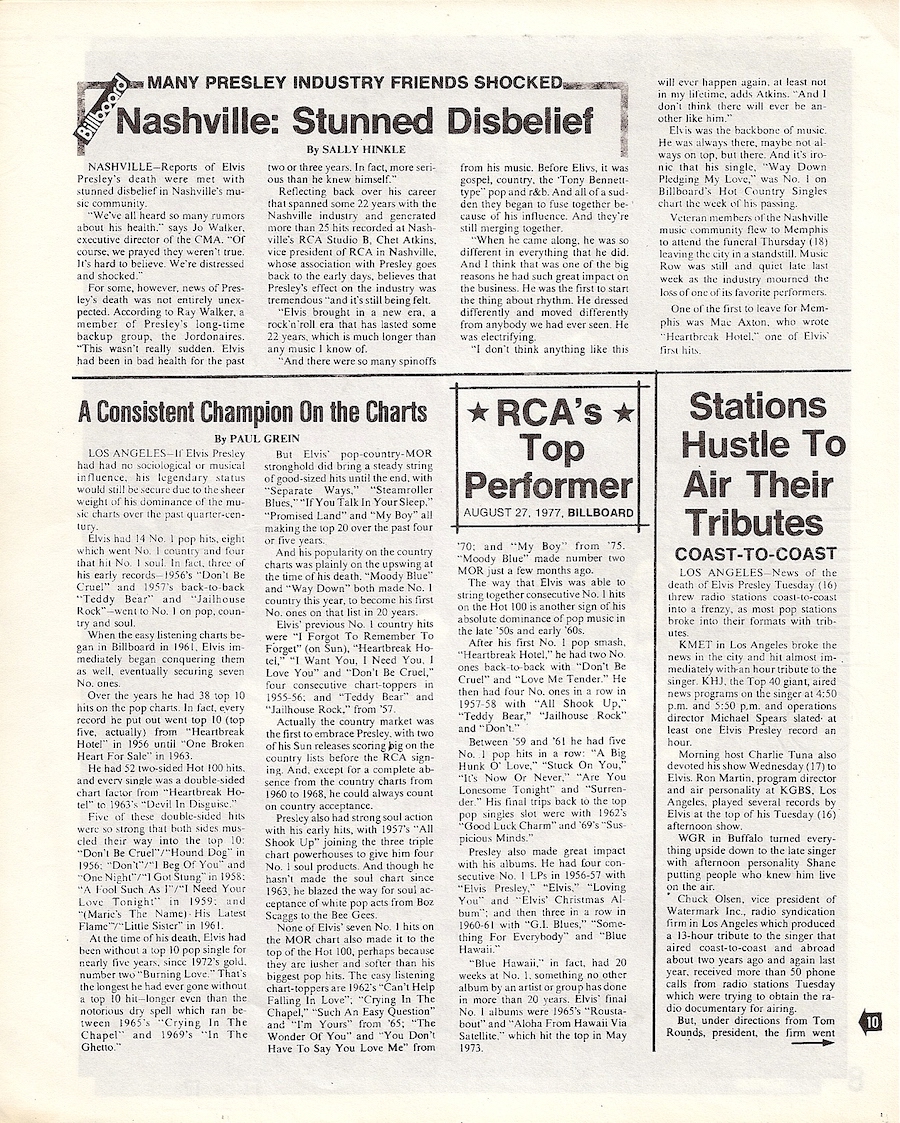 Billboard
MANY PRESLEY INDUSTRY FRIENDS SHOCKED
Nashville: Stunned Disbelief
By SALLY HINKLE
NASHVILLE—Reports of Elvis
Presley's death were met with
stunned disbelief in Nashville's mu-
sic community.
"We've all heard so many rumors
about his health," says Jo Walker,
executive director of the CMA. "Of
course, we prayed they weren't true.
It's hard to believe. We're distressed
and shocked."
For some, however, news of Pres-
ley's death was not entirely unex-
pected. According to Ray Walker, a
member of Presley's long-time
backup group, the Jordonaires.
"This wasn't really sudden. Elvis
had been in bad health for the past
two or three years. In fact, more seri-
ous than he knew himself."
Reflecting back over his career
that spanned some 22 years with the
Nashville industry and generated
more than 25 hits recorded at Nash-
ville's RCA Studio B, Chet Atkins,
vice president of RCA in Nashville,
whose association with Presley goes
back to the early days, believes that
Presley's effect on the industry was
tremendous "and it's still being felt.
"Elvis brought in a new era, a
rock'n'roll era that has lasted some
22 years, which is much longer than
any music I know of.
"And there were so many spinoffs
from his music. Before Elivs, it was
gospel, country, the 'Tony Bennett-
type" pop and r&b. And all of a sud-
den they began to fuse together be-
cause of his influence. And they're
still merging together.
"When he came along, he was so
different in everything that he did.
And I think that was one of the big
reasons he had such great impact on
the business. He was the first to start
the thing about rhythm. He dressed
differently and moved differently
from anybody we had ever seen. He
was electrifying.
"I don't think anything like this
will ever happen again, at least not
in my lifetime, adds Atkins. "And I
don't think there will ever be an-
other like him."
Elvis was the backbone of music.
He was always there, maybe not al-
ways on top, but there. And it's iro-
nic that his single, "Way Down
Pledging My Love," was No. 1 on
Billboard's Hot Country Singles
chart the week of his passing.
Veteran members of the Nashville
music community flew to Memphis
to attend the funeral Thursday (18)
leaving the city in a standstill. Music
Row was still and quiet late last
week as the industry mourned the
loss of one of its favorite performers.
One of the first to leave for Mem-
phis was Mae Axton, who wrote
"Heartbreak Hotel," one of Elvis
first hits.
A Consistent Champion On the Charts
By PAUL GREIN
LOS ANGELES—If Elvis Presley
had had no sociological or musical
influence, his legendary status
would still be secure due to the sheer
weight of his dominance of the mu-
sic charts over the past quarter-cen-
tury.
Elvis had 14 No. 1 pop hits, eight
which went No. 1 country and four
that hit No. 1 soul. In fact, three of
his early records—1956's "Don't Be
Cruel" and 1957's back-to-back
"Teddy Bear" and "Jailhouse
Rock"—went to No. 1 on pop, coun-
try and soul.
When the easy listening charts be-
gan in Billboard in 1961, Elvis im-
mediately began conquering them
as well, eventually securing seven
No. ones.
Over the years he had 38 top 10
hits on the pop charts. In fact, every
record he put out went top 10 (top
five, actually) from "Heartbreak
Hotel" in 1956 until "One Broken
Heart For Sale" in 1963.
He had 52 two-sided Hot 100 hits,
and every single was a double-sided
chart factor from "Heartbreak Ho-
tel" to 1963's "Devil In Disguise."
Five of these double-sided hits
were so strong that both sides mus-
cled their way into the top 10:
"Don't Be Cruel"/"Hound Dog" in
1956; "Don't"/"I Beg Of You" and
"One Night"/"I Got Stung" in 1958;
"A Fool Such As I"/"I Need Your
Love Tonight" in 1959; and
"(Marie's The Name) His Latest
Flame"/"Little Sister" in 1961.
At the time of his death, Elvis had
been without a top 10 pop single for
nearly five years, since 1972's gold,
number two "Burning Love." That's
the longest he had ever gone without
a top 10 hit—longer even than the
notorious dry spell which ran be-
tween 1965's "Crying In The
Chapel" and 1969's "In The
Ghetto."
But Elvis' pop-country-MOR
stronghold did bring a steady string
of good-sized hits until the end, with
"Separate Ways," "Steamroller
Blues," "If You Talk In Your Sleep,"
"Promised Land" and "My Boy" all
making the top 20 over the past four
or five years.
And his popularity on the country
charts was plainly on the upswing at
the time of his death. "Moody Blue"
and "Way Down" both made No. 1
country this year, to become his first
No. ones on that list in 20 years.
Elvis' previous No. 1 country hits
were "I Forgot To Remember To
Forget" (on Sun), "Heartbreak Ho-
tel," "I Want You, I Need You, I
Love You" and "Don't Be Cruel,"
four consecutive chart-toppers in
1955-56; and "Teddy Bear" and
"Jailhouse Rock," from '57.
Actually the country market was
the first to embrace Presley, with two
of his Sun releases scoring big on the
country lists before the RCA sign-
ing. And, except for a complete ab-
sence from the country charts from
1960 to 1968, he could always count
on country acceptance.
Presley also had strong soul action
with his early hits, with 1957's "All
Shook Up" joining the three triple
chart powerhouses to give him four
No. 1 soul products. And though he
hasn't made the soul chart since
1963, he blazed the way for soul ac-
ceptance of white pop acts from Boz
Scaggs to the Bee Gees.
None of Elvis' seven No. 1 hits on
the MOR chart also made it to the
top of the Hot 100, perhaps because
they are lusher and softer than his
biggest pop hits. The easy listening
chart-toppers are 1962's "Can't Help
Falling In Love"; "Crying In The
Chapel," "Such An Easy Question"
and "I'm Yours" from '65; "The
Wonder Of You" and "You Don't
Have To Say You Love Me" from
★ RCA's ★
Top
Performer
AUGUST 27, 1977, BILLBOARD
'70; and "My Boy" from '75.
"Moody Blue" made number two
MOR just a few months ago.
The way that Elvis was able to
string together consecutive No. 1 hits
on the Hot 100 is another sign of his
absolute dominance of pop music in
the late '50s and early '60s.
After his first No. 1 pop smash,
"Heartbreak Hotel," he had two No.
ones back-to-back with "Don't Be
Cruel" and "Love Me Tender." He
then had four No. ones in a row in
1957-58 with "All Shook Up,"
"Teddy Bear," "Jailhouse Rock"
and "Don't."
Between '59 and '61 he had five
No. 1 pop hits in a row: "A Big
Hunk O' Love," "Stuck On You,"
"It's Now Or Never," "Are You
Lonesome Tonight" and "Surren-
der." His final trips back to the top
pop singles slot were with 1962's
"Good Luck Charm" and '69's "Sus-
picious Minds."
Presley also made great impact
with his albums. He had four con-
secutive No. 1 LPs in 1956-57 with
"Elvis Presley," "Elvis," "Loving
You" and "Elvis' Christmas Al-
bum"; and then three in a row in
1960-61 with "G.I. Blues," "Some-
thing For Everybody" and "Blue
Hawaii."
"Blue Hawaii," in fact, had 20
weeks at No. 1, something no other
album by an artist or group has done
in more than 20 years. Elvis' final
No. 1 albums were 1965's "Rousta-
bout" and "Aloha From Hawaii Via
Satellite," which hit the top in May
1973.
Stations
Hustle To
Air Their
Tributes
COAST-TO-COAST
LOS ANGELES—News of the
death of Elvis Presley Tuesday (16)
threw radio stations coast-to-coast
into a frenzy, as most pop stations
broke into their formats with trib-
utes.
KMET in Los Angeles broke the
news in the city and hit almost im-
mediately with an hour tribute to the
singer. KHJ, the Top 40 giant, aired
news programs on the singer at 4:50
p.m. and 5:50 p.m. and operations
director Michael Spears slated at
least one Elvis Presley record an
hour.
Morning host Charlie Tuna also
devoted his show Wednesday (17) to
Elvis. Ron Martin, program director
and air personality at KGBS, Los
Angeles, played several records by
Elvis at the top of his Tuesday (16)
afternoon show.
WGR in Buffalo turned every-
thing upside down to the late singer
with afternoon personality Shane
putting people who knew him live
on the air.
Chuck Olsen, vice president of
Watermark Inc., radio syndication
firm in Los Angeles which produced
a 13-hour tribute to the singer that
aired coast-to-coast and abroad
about two years ago and again last
year, received more than 50 phone
calls from radio stations Tuesday
which were trying to obtain the ra-
dio documentary for airing.
But, under directions from Tom
Rounds, president, the firm went
10